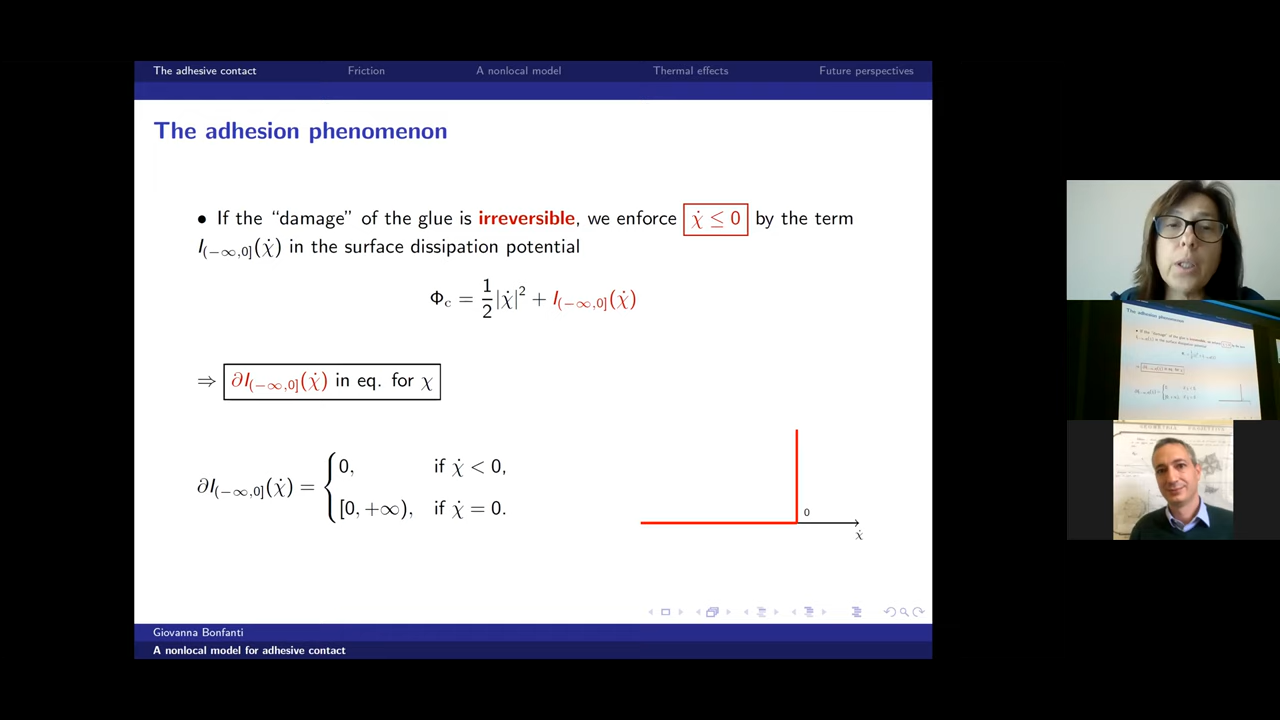 The adhesive contact Friction A nonlocal model Thermal effects Future perspectives
The adhesion phenomenon
• If the “damage” of the glue is irreversible, we enforce χ̇ ≤ 0 by the term
I₍₋∞,₀](χ̇) in the surface dissipation potential
Φc = 1/2|χ̇|² + I₍₋∞,₀](χ̇)
⇒ ∂I₍₋∞,₀](χ̇) in eq. for χ
∂I₍₋∞,₀](χ̇) = { 0, if χ̇ < 0,
[0, +∞), if χ̇ = 0.
0
χ̇
Giovanna Bonfanti
A nonlocal model for adhesive contact
The adhesion phenomenon